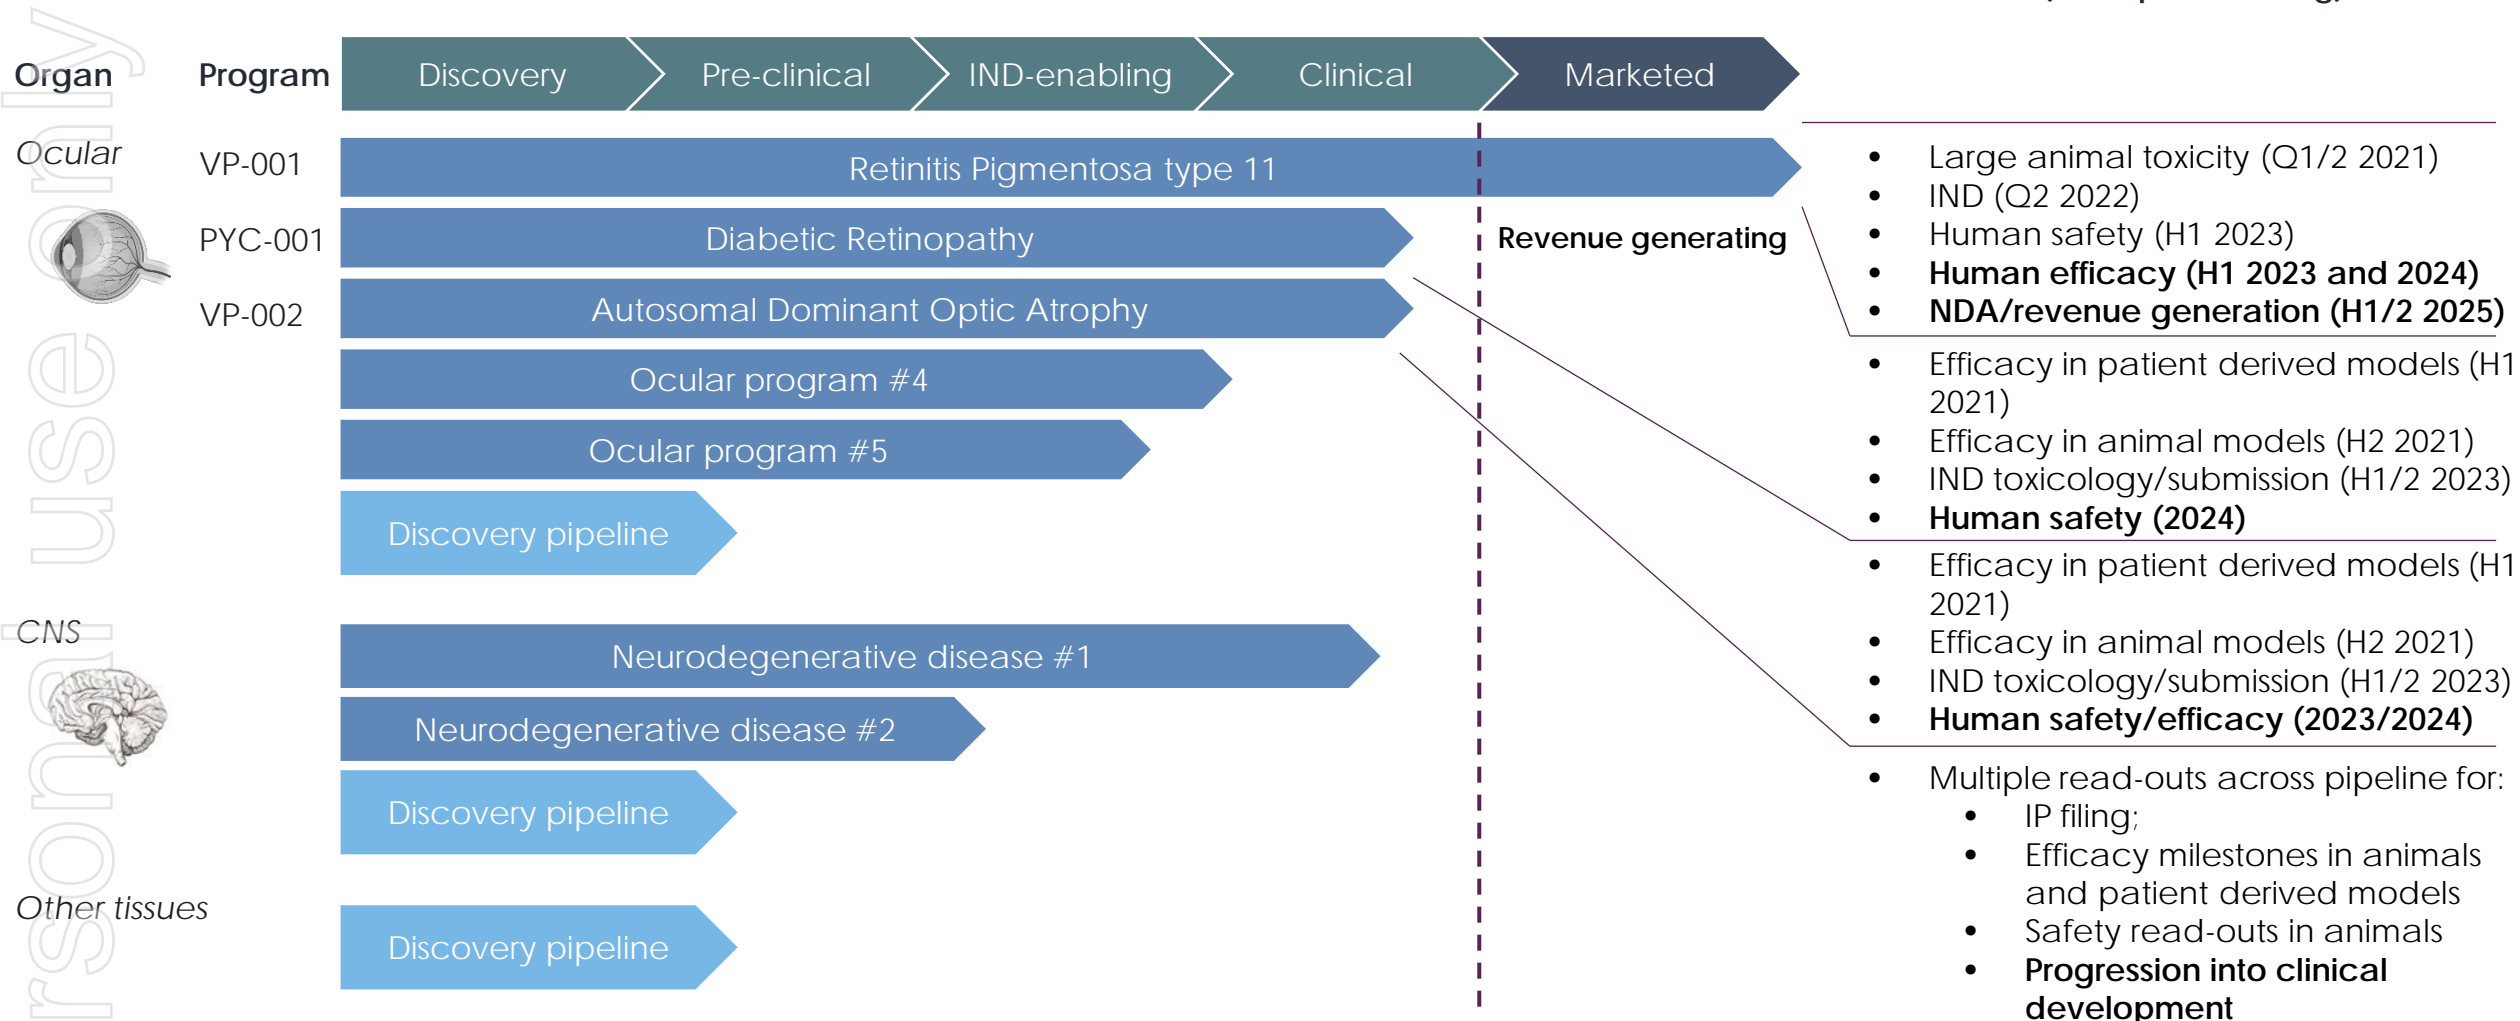 Organ
Program
Discovery
Pre-clinical
IND-enabling
Clinical
Marketed
Ocular
VP-001
Retinitis Pigmentosa type 11
PYC-001
Diabetic Retinopathy
Revenue generating
VP-002
Autosomal Dominant Optic Atrophy
Ocular program #4
Ocular program #5
Discovery pipeline
CNS
Neurodegenerative disease #1
Neurodegenerative disease #2
Discovery pipeline
Other tissues
Discovery pipeline
• Large animal toxicity (Q1/2 2021)
• IND (Q2 2022)
• Human safety (H1 2023)
• Human efficacy (H1 2023 and 2024)
• NDA/revenue generation (H1/2 2025)
• Efficacy in patient derived models (H1
2021)
• Efficacy in animal models (H2 2021)
• IND toxicology/submission (H1/2 2023)
• Human safety (2024)
• Efficacy in patient derived models (H1
2021)
• Efficacy in animal models (H2 2021)
• IND toxicology/submission (H1/2 2023)
• Human safety/efficacy (2023/2024)
• Multiple read-outs across pipeline for:
• IP filing;
• Efficacy milestones in animals
and patient derived models
• Safety read-outs in animals
• Progression into clinical
development
rsonal use only